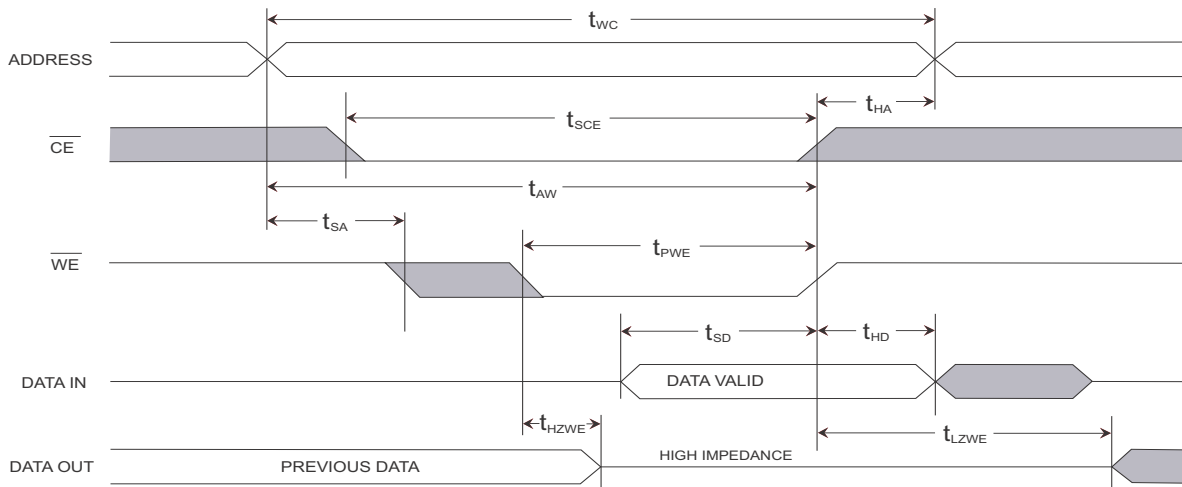 tWC
ADDRESS
tHA
tSCE
CE
tAW
tSA
tPWE
WE
tSD
tHD
DATA IN
DATA VALID
tHZWE
tLZWE
HIGH IMPEDANCE
DATA OUT
PREVIOUS DATA